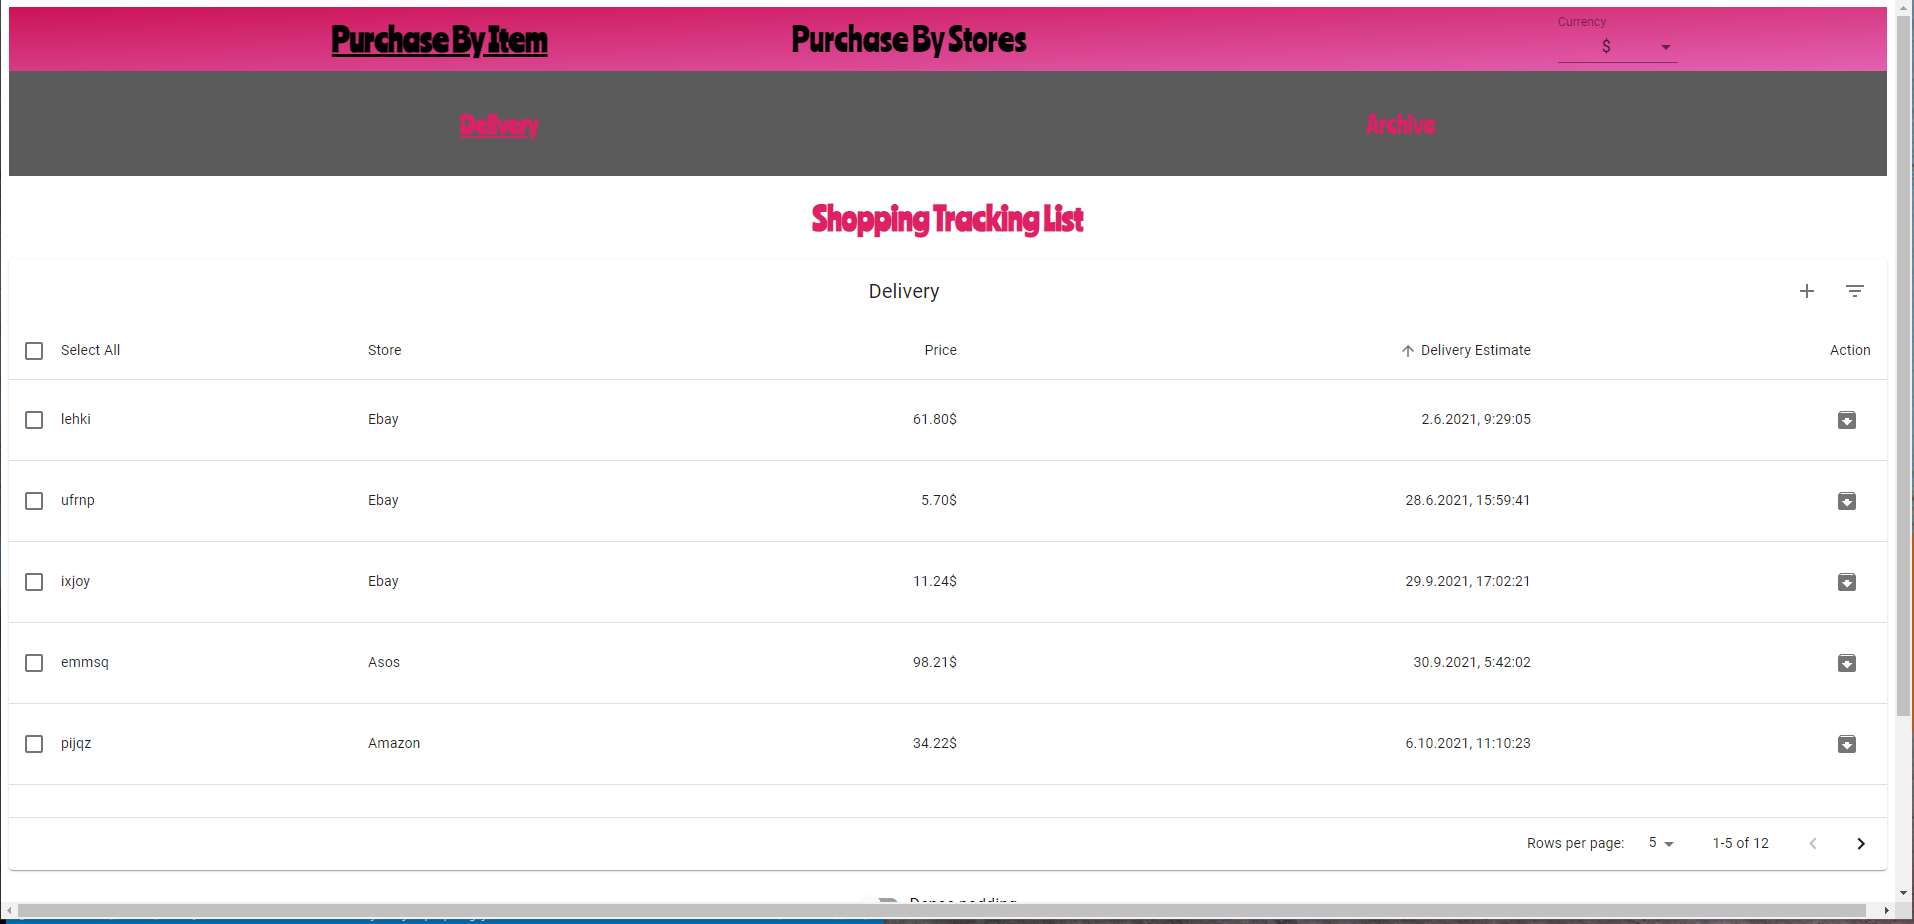 Purchase By Item Purchase By Stores Currency
$
Delivery Archive
Shopping Tracking List
Delivery
Select All Store Price Delivery Estimate Action
lehki Ebay 61.80$ 2.6.2021, 9:29:05
ufrnp Ebay 5.70$ 28.6.2021, 15:59:41
ixjoy Ebay 11.24$ 29.9.2021, 17:02:21
emmsq Asos 98.21$ 30.9.2021, 5:42:02
pijqz Amazon 34.22$ 6.10.2021, 11:10:23
Rows per page: 5 1-5 of 12
Dense padding